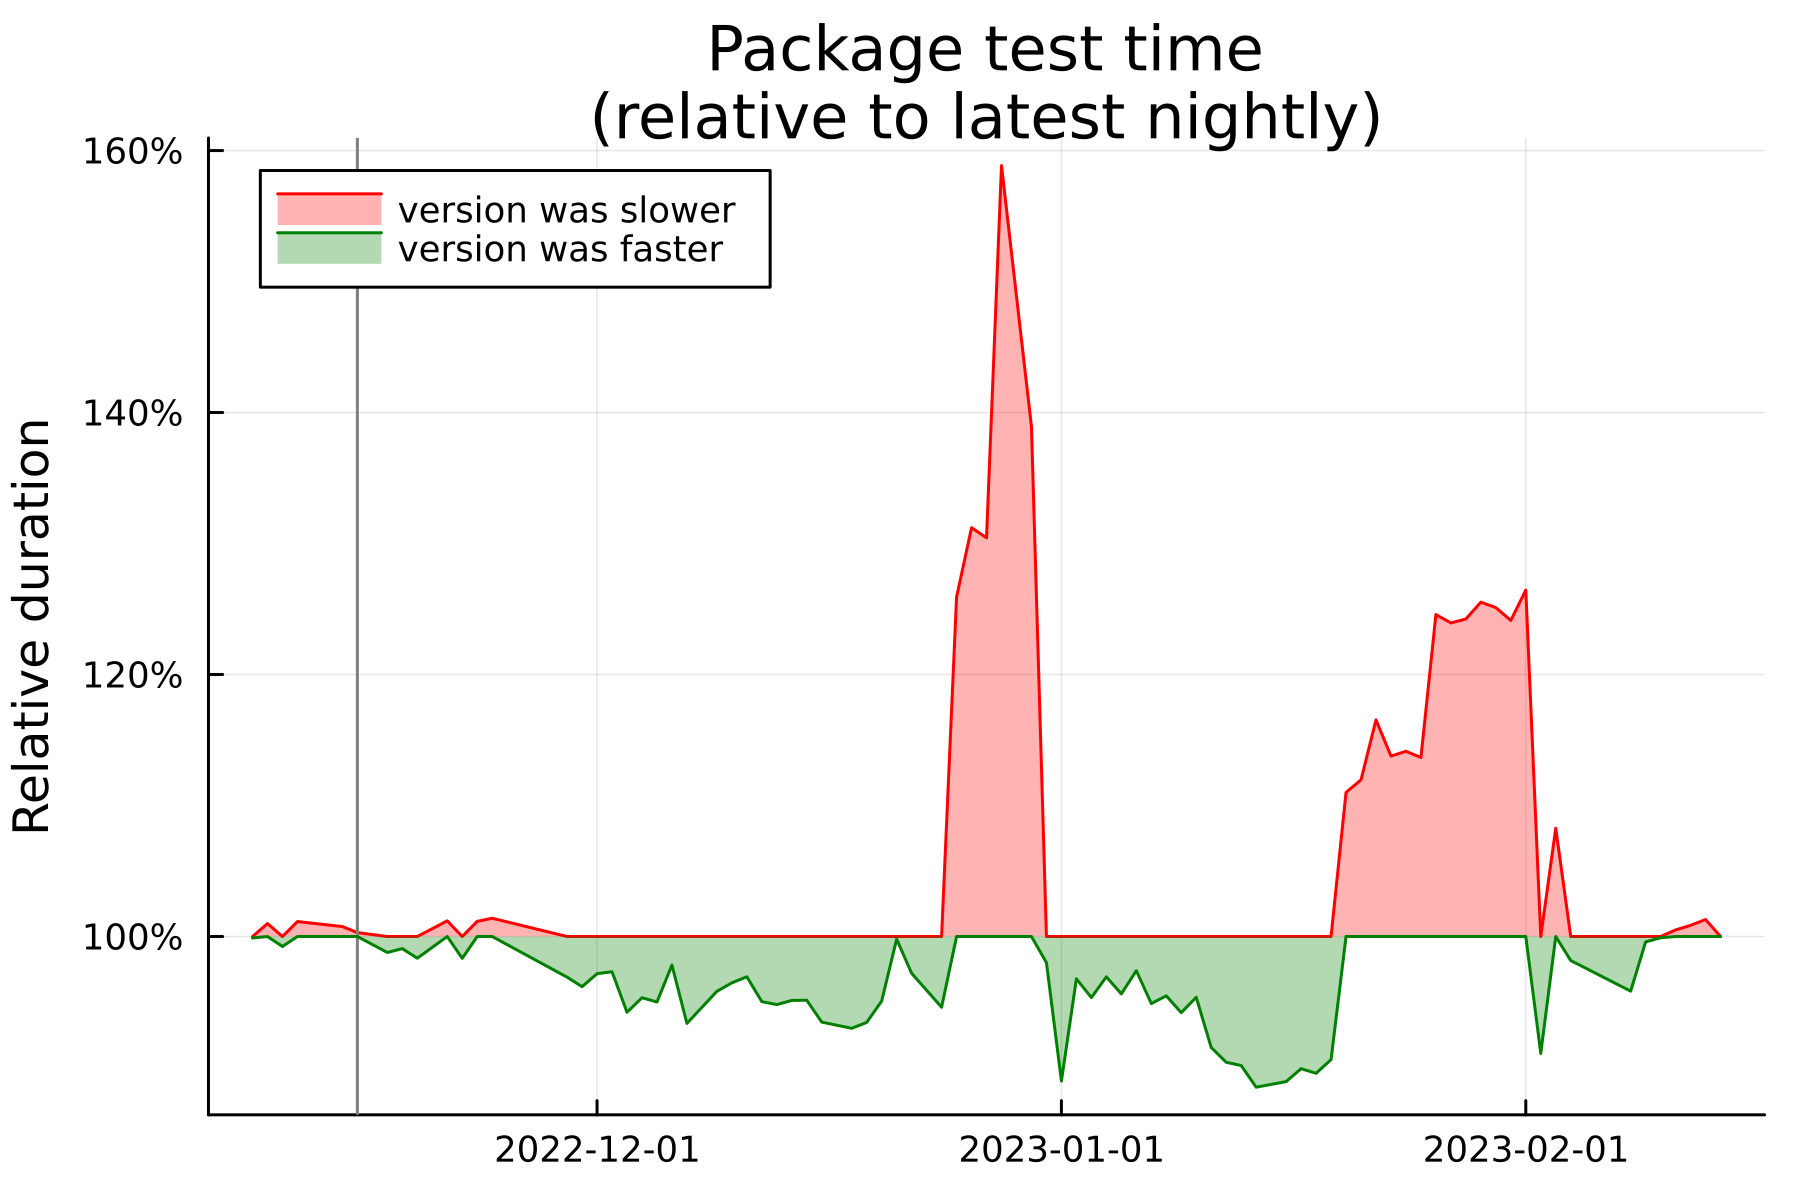 Package test time
(relative to latest nightly)
160%
version was slower
version was faster
140%
Relative duration
120%
100%
2022-12-01
2023-01-01
2023-02-01